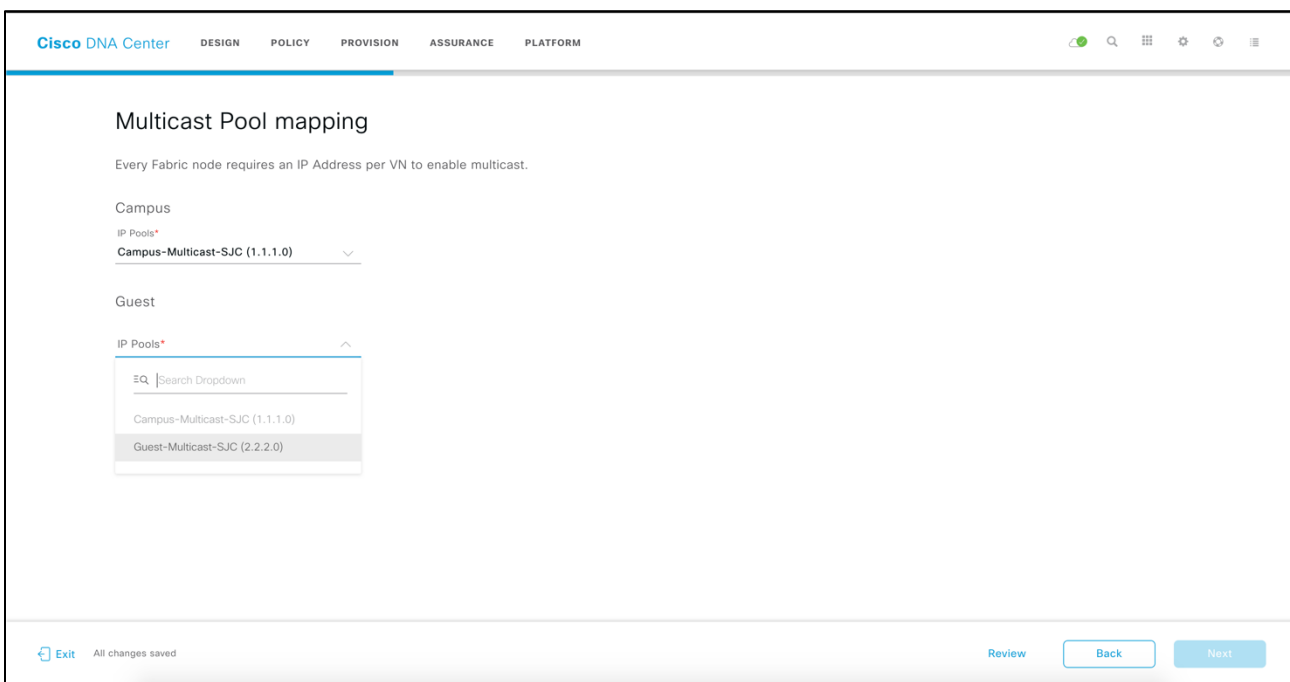 Cisco DNA Center DESIGN POLICY PROVISION ASSURANCE PLATFORM
Multicast Pool mapping
Every Fabric node requires an IP Address per VN to enable multicast.
Campus
IP Pools*
Campus-Multicast-SJC (1.1.1.0)
Guest
IP Pools*
Search Dropdown
Campus-Multicast-SJC (1.1.1.0)
Guest-Multicast-SJC (2.2.2.0)
Exit All changes saved Review Back Next